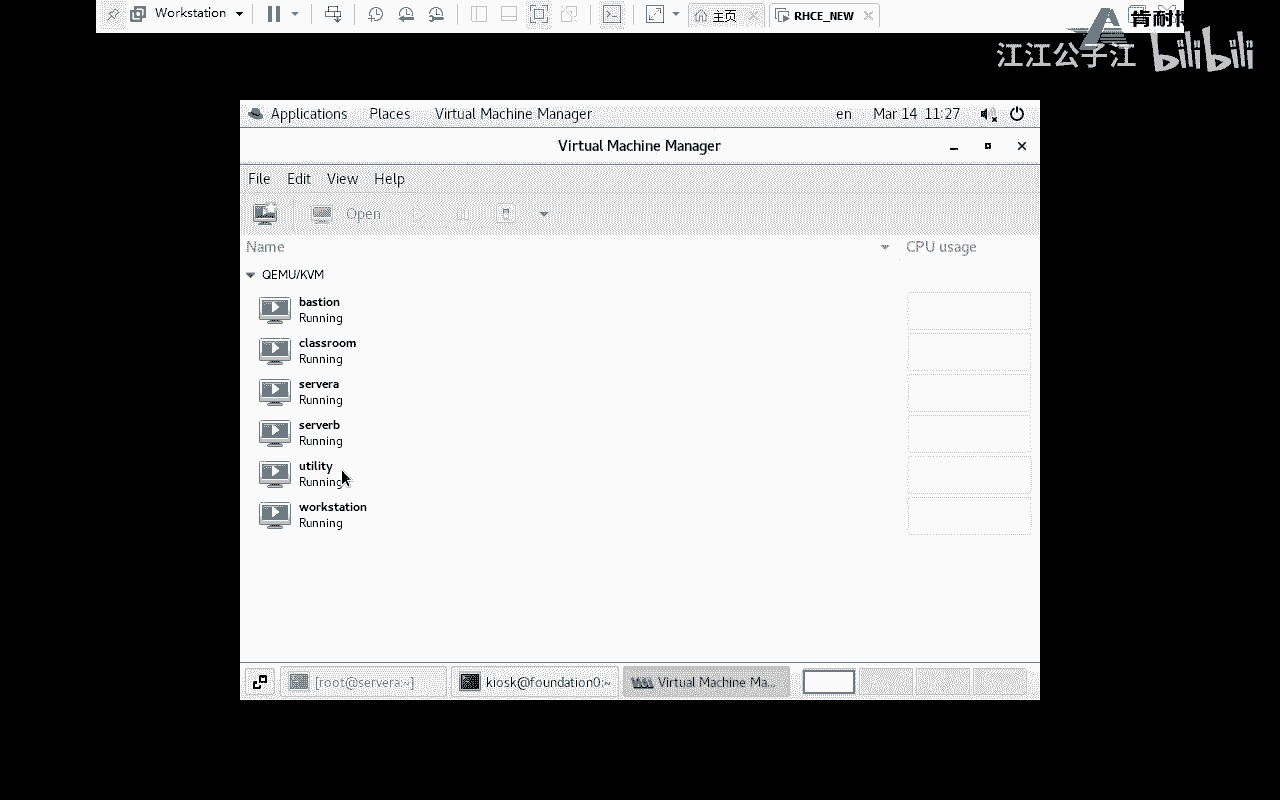 Workstation
主页
RHCE_NEW
肯耐博
江江公子江 bilibili
Applications Places Virtual Machine Manager en Mar 14 11:27
Virtual Machine Manager
File Edit View Help
Open
Name CPU usage
QEMU/KVM
bastion
Running
classroom
Running
servera
Running
serverb
Running
utility
Running
workstation
Running
[root@servera:~] kiosk@foundation0:~ Virtual Machine Ma...